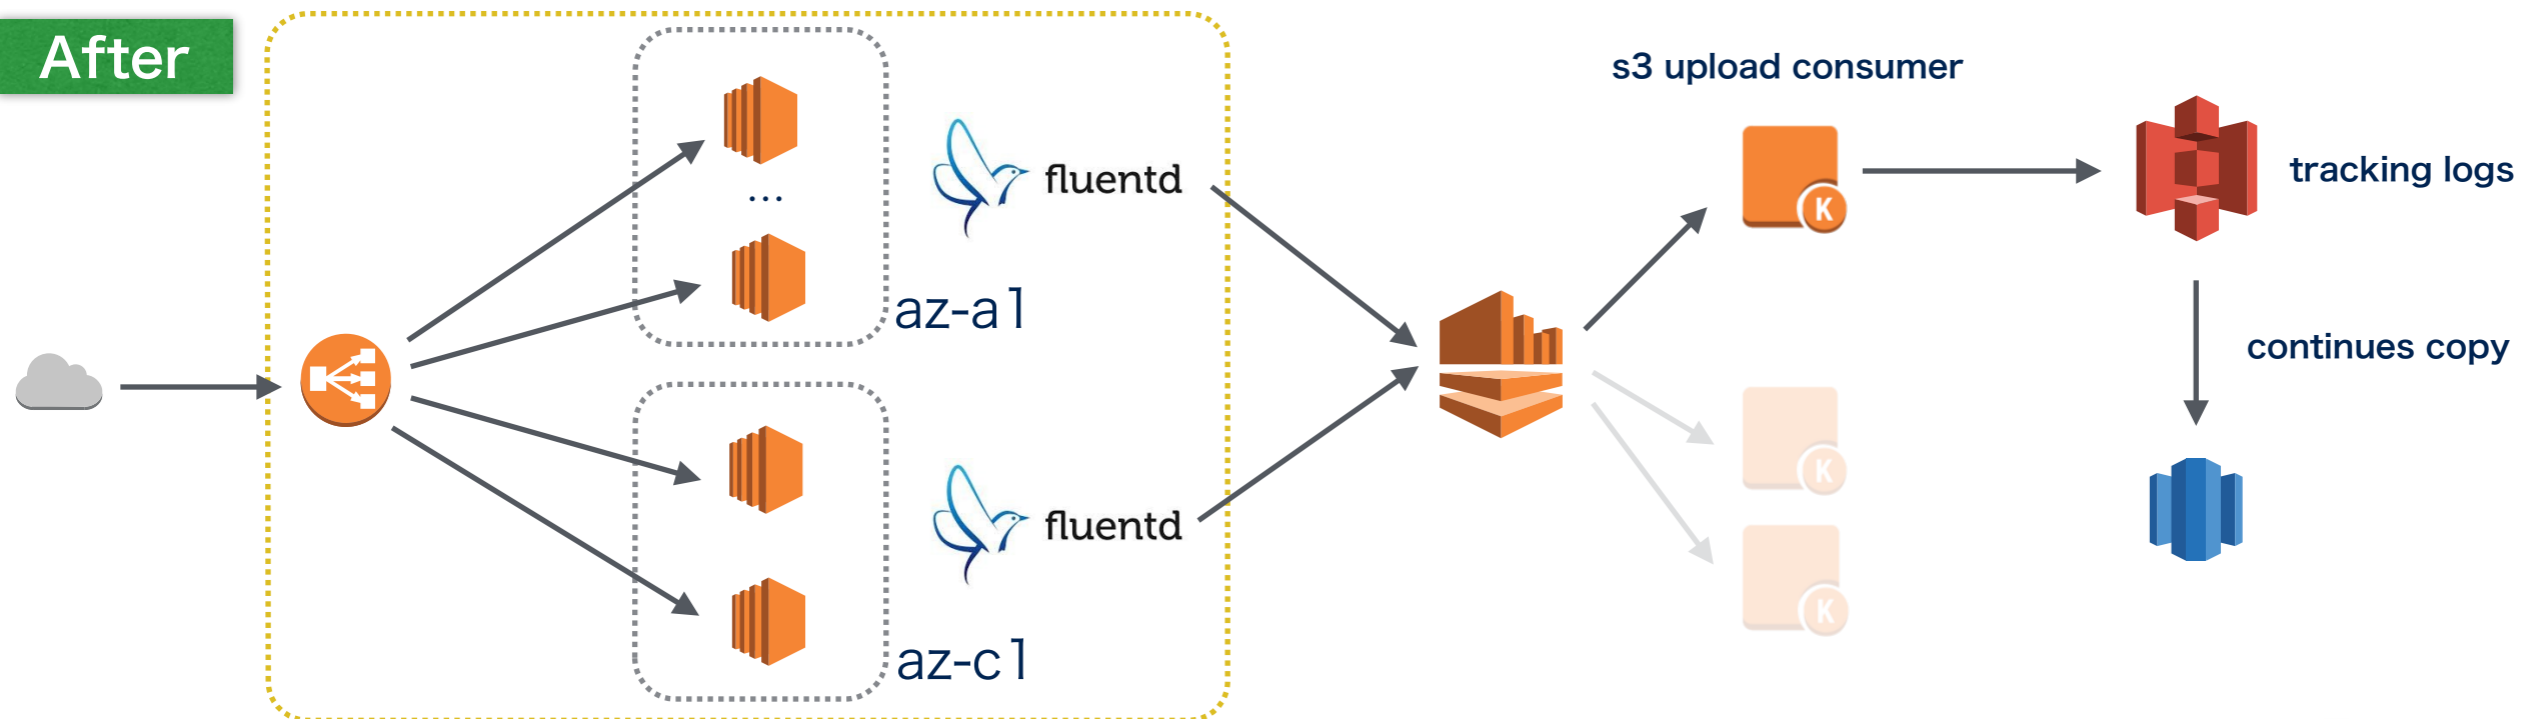 After
s3 upload consumer
fluentd
tracking logs
...
az-a1
continues copy
fluentd
az-c1
K
K
K